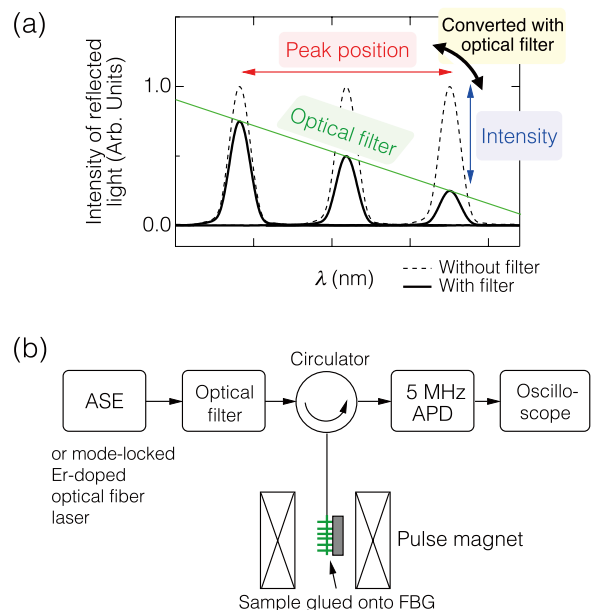 (a)
Converted with
optical filter
Peak position
Intensity of reflected
light (Arb. Units)
1.0
Optical filter
Intensity
0.0
λ (nm)
Without filter
With filter
(b)
Circulator
ASE
Optical
filter
5 MHz
APD
Oscillo-
scope
or mode-locked
Er-doped
optical fiber
laser
Pulse magnet
Sample glued onto FBG